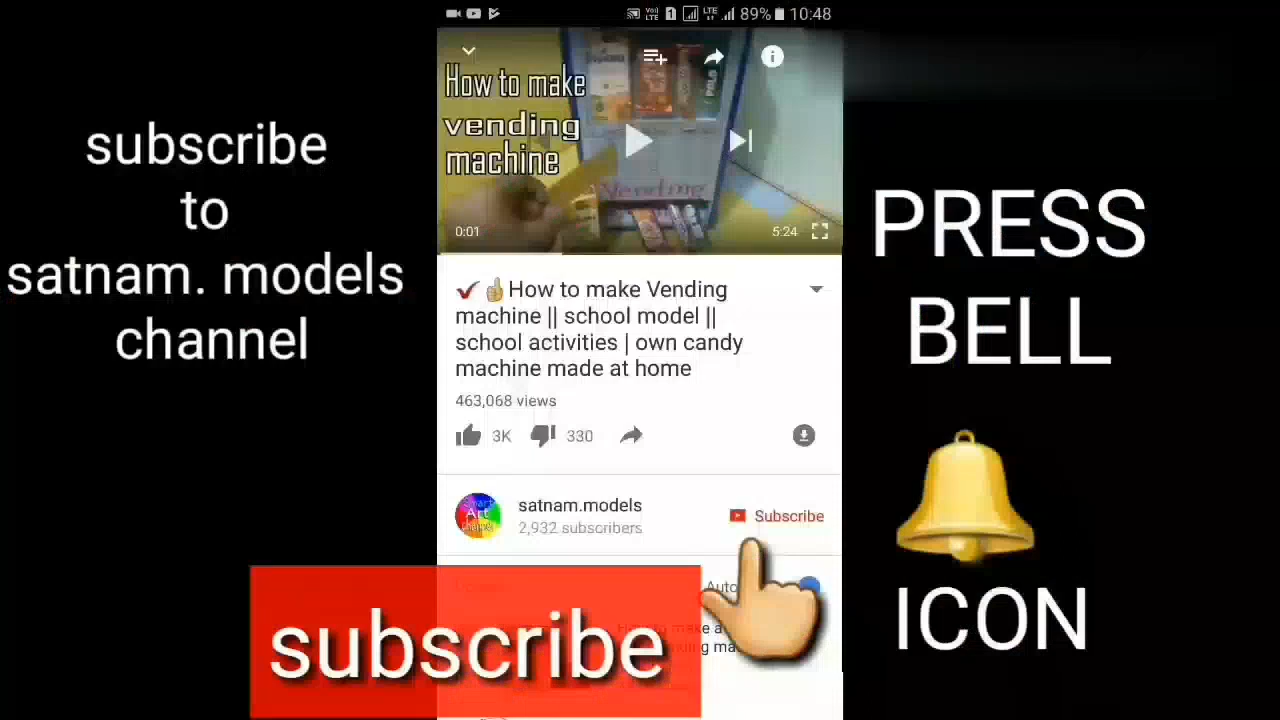 subscribe
to
satnam. models
channel
89% 10:48
How to make
vending
machine
Vending
0:01
5:24
How to make Vending
machine || school model ||
school activities | own candy
machine made at home
463,068 views
3K 330
satnam.models
2,932 subscribers
Subscribe
Auto
subscribe
PRESS
BELL
ICON